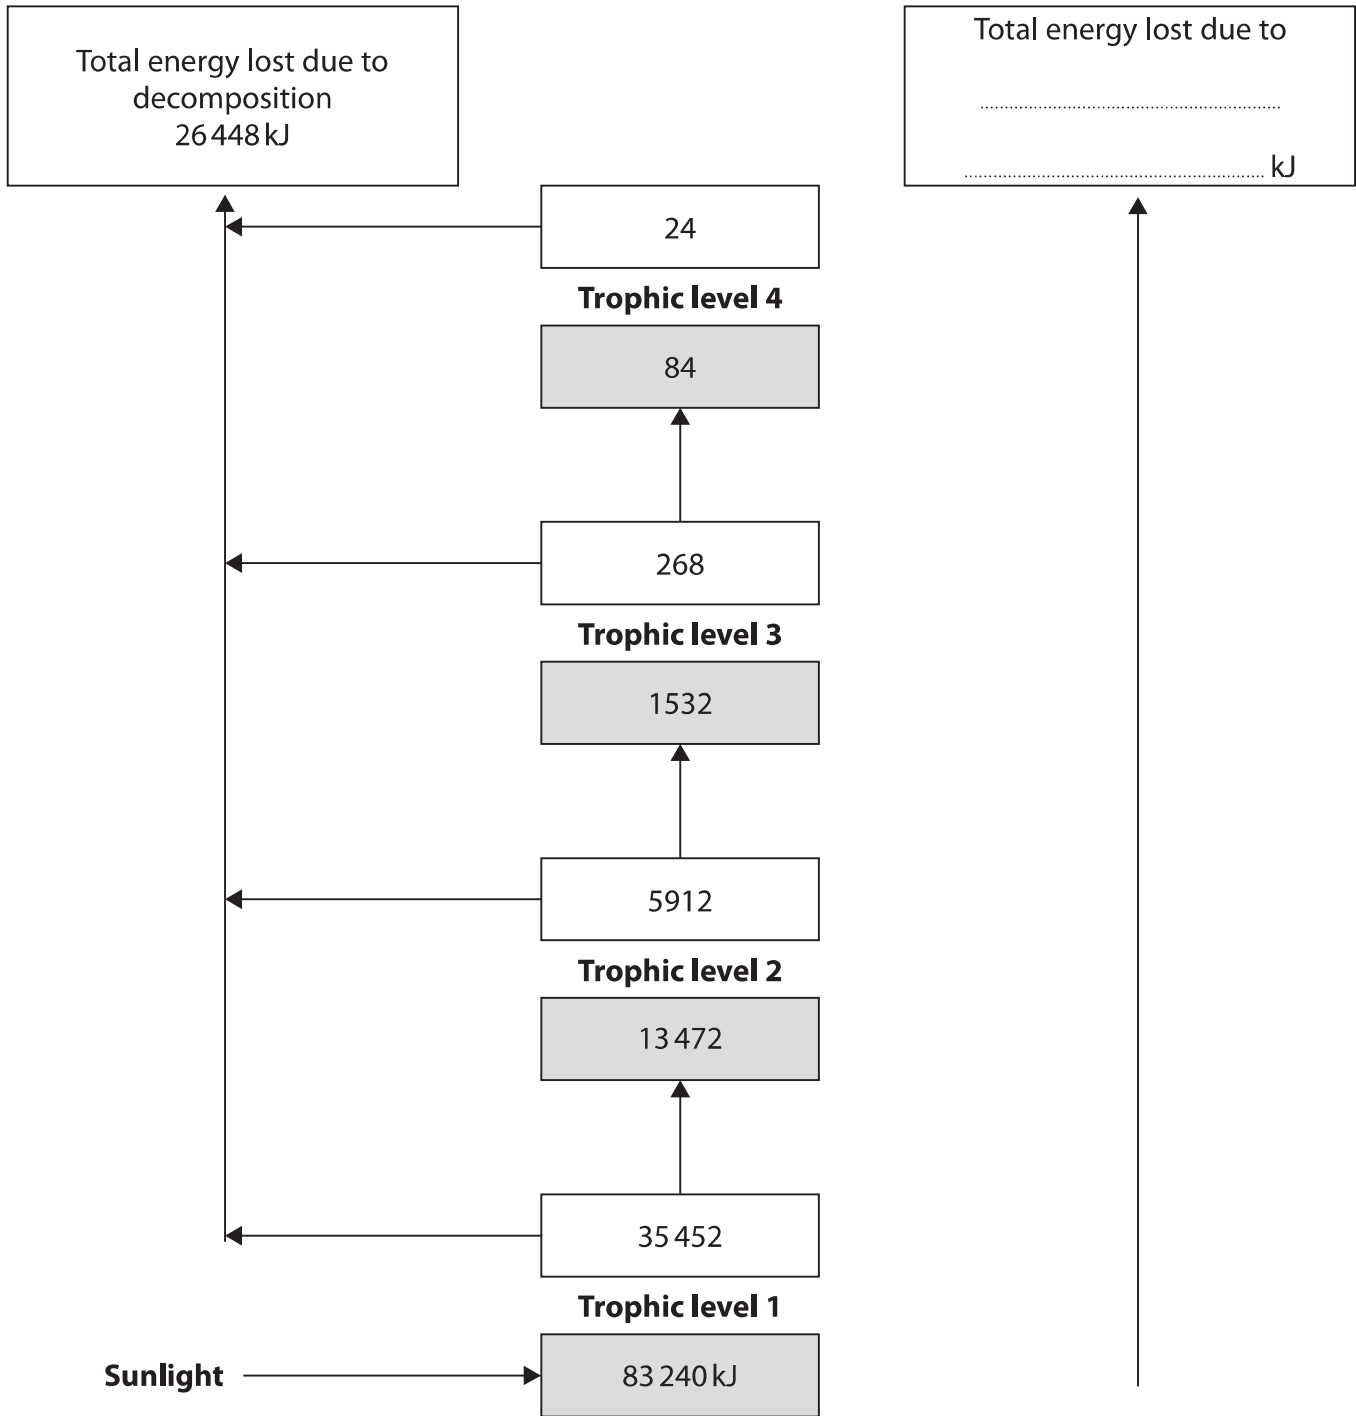 Total energy lost due to
decomposition
26 448 kJ
Total energy lost due to
........................................................
........................................................ kJ
24
Trophic level 4
84
268
Trophic level 3
1532
5912
Trophic level 2
13 472
35 452
Trophic level 1
Sunlight
83 240 kJ